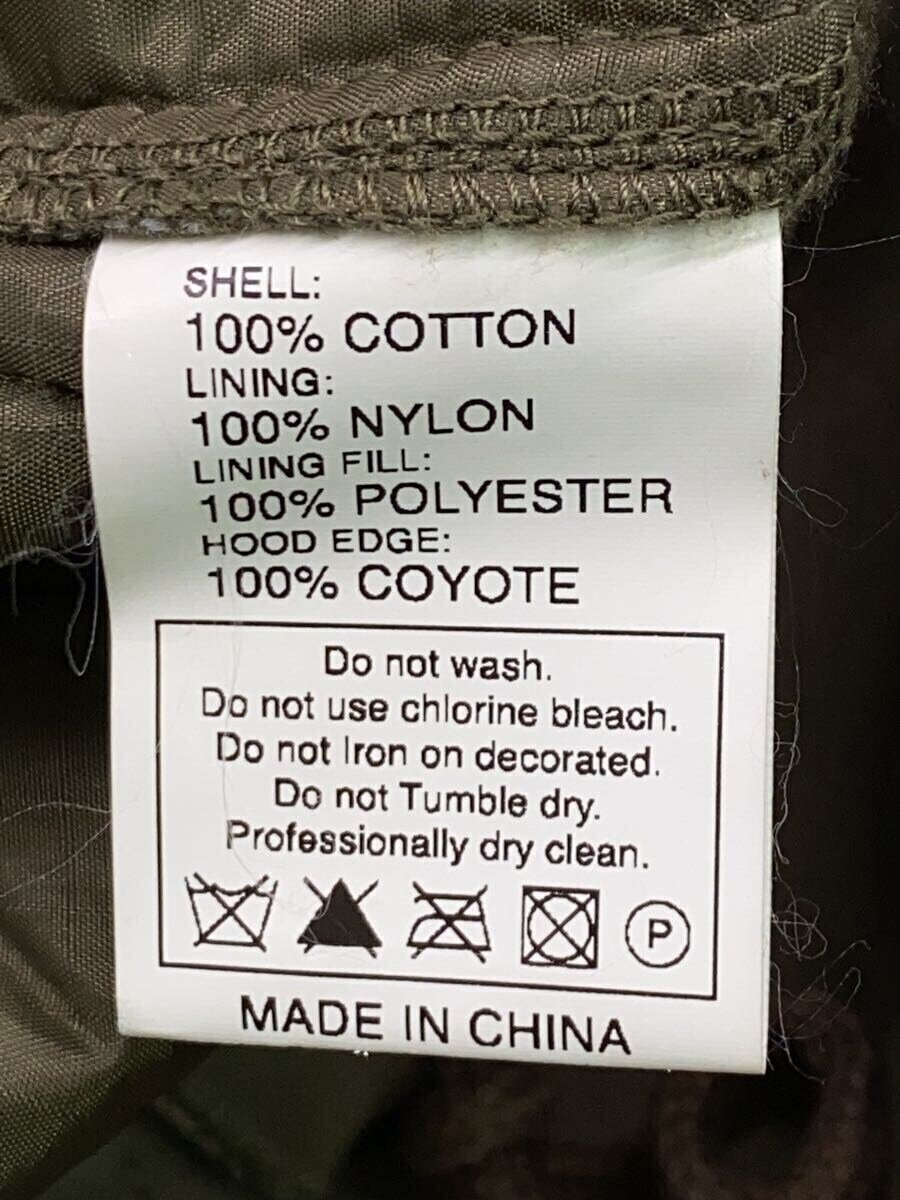 SHELL:
100% COTTON
LINING:
100% NYLON
LINING FILL:
100% POLYESTER
HOOD EDGE:
100% COYOTE
Do not wash.
Do not use chlorine bleach.
Do not Iron on decorated.
Do not Tumble dry.
Professionally dry clean.
P
MADE IN CHINA